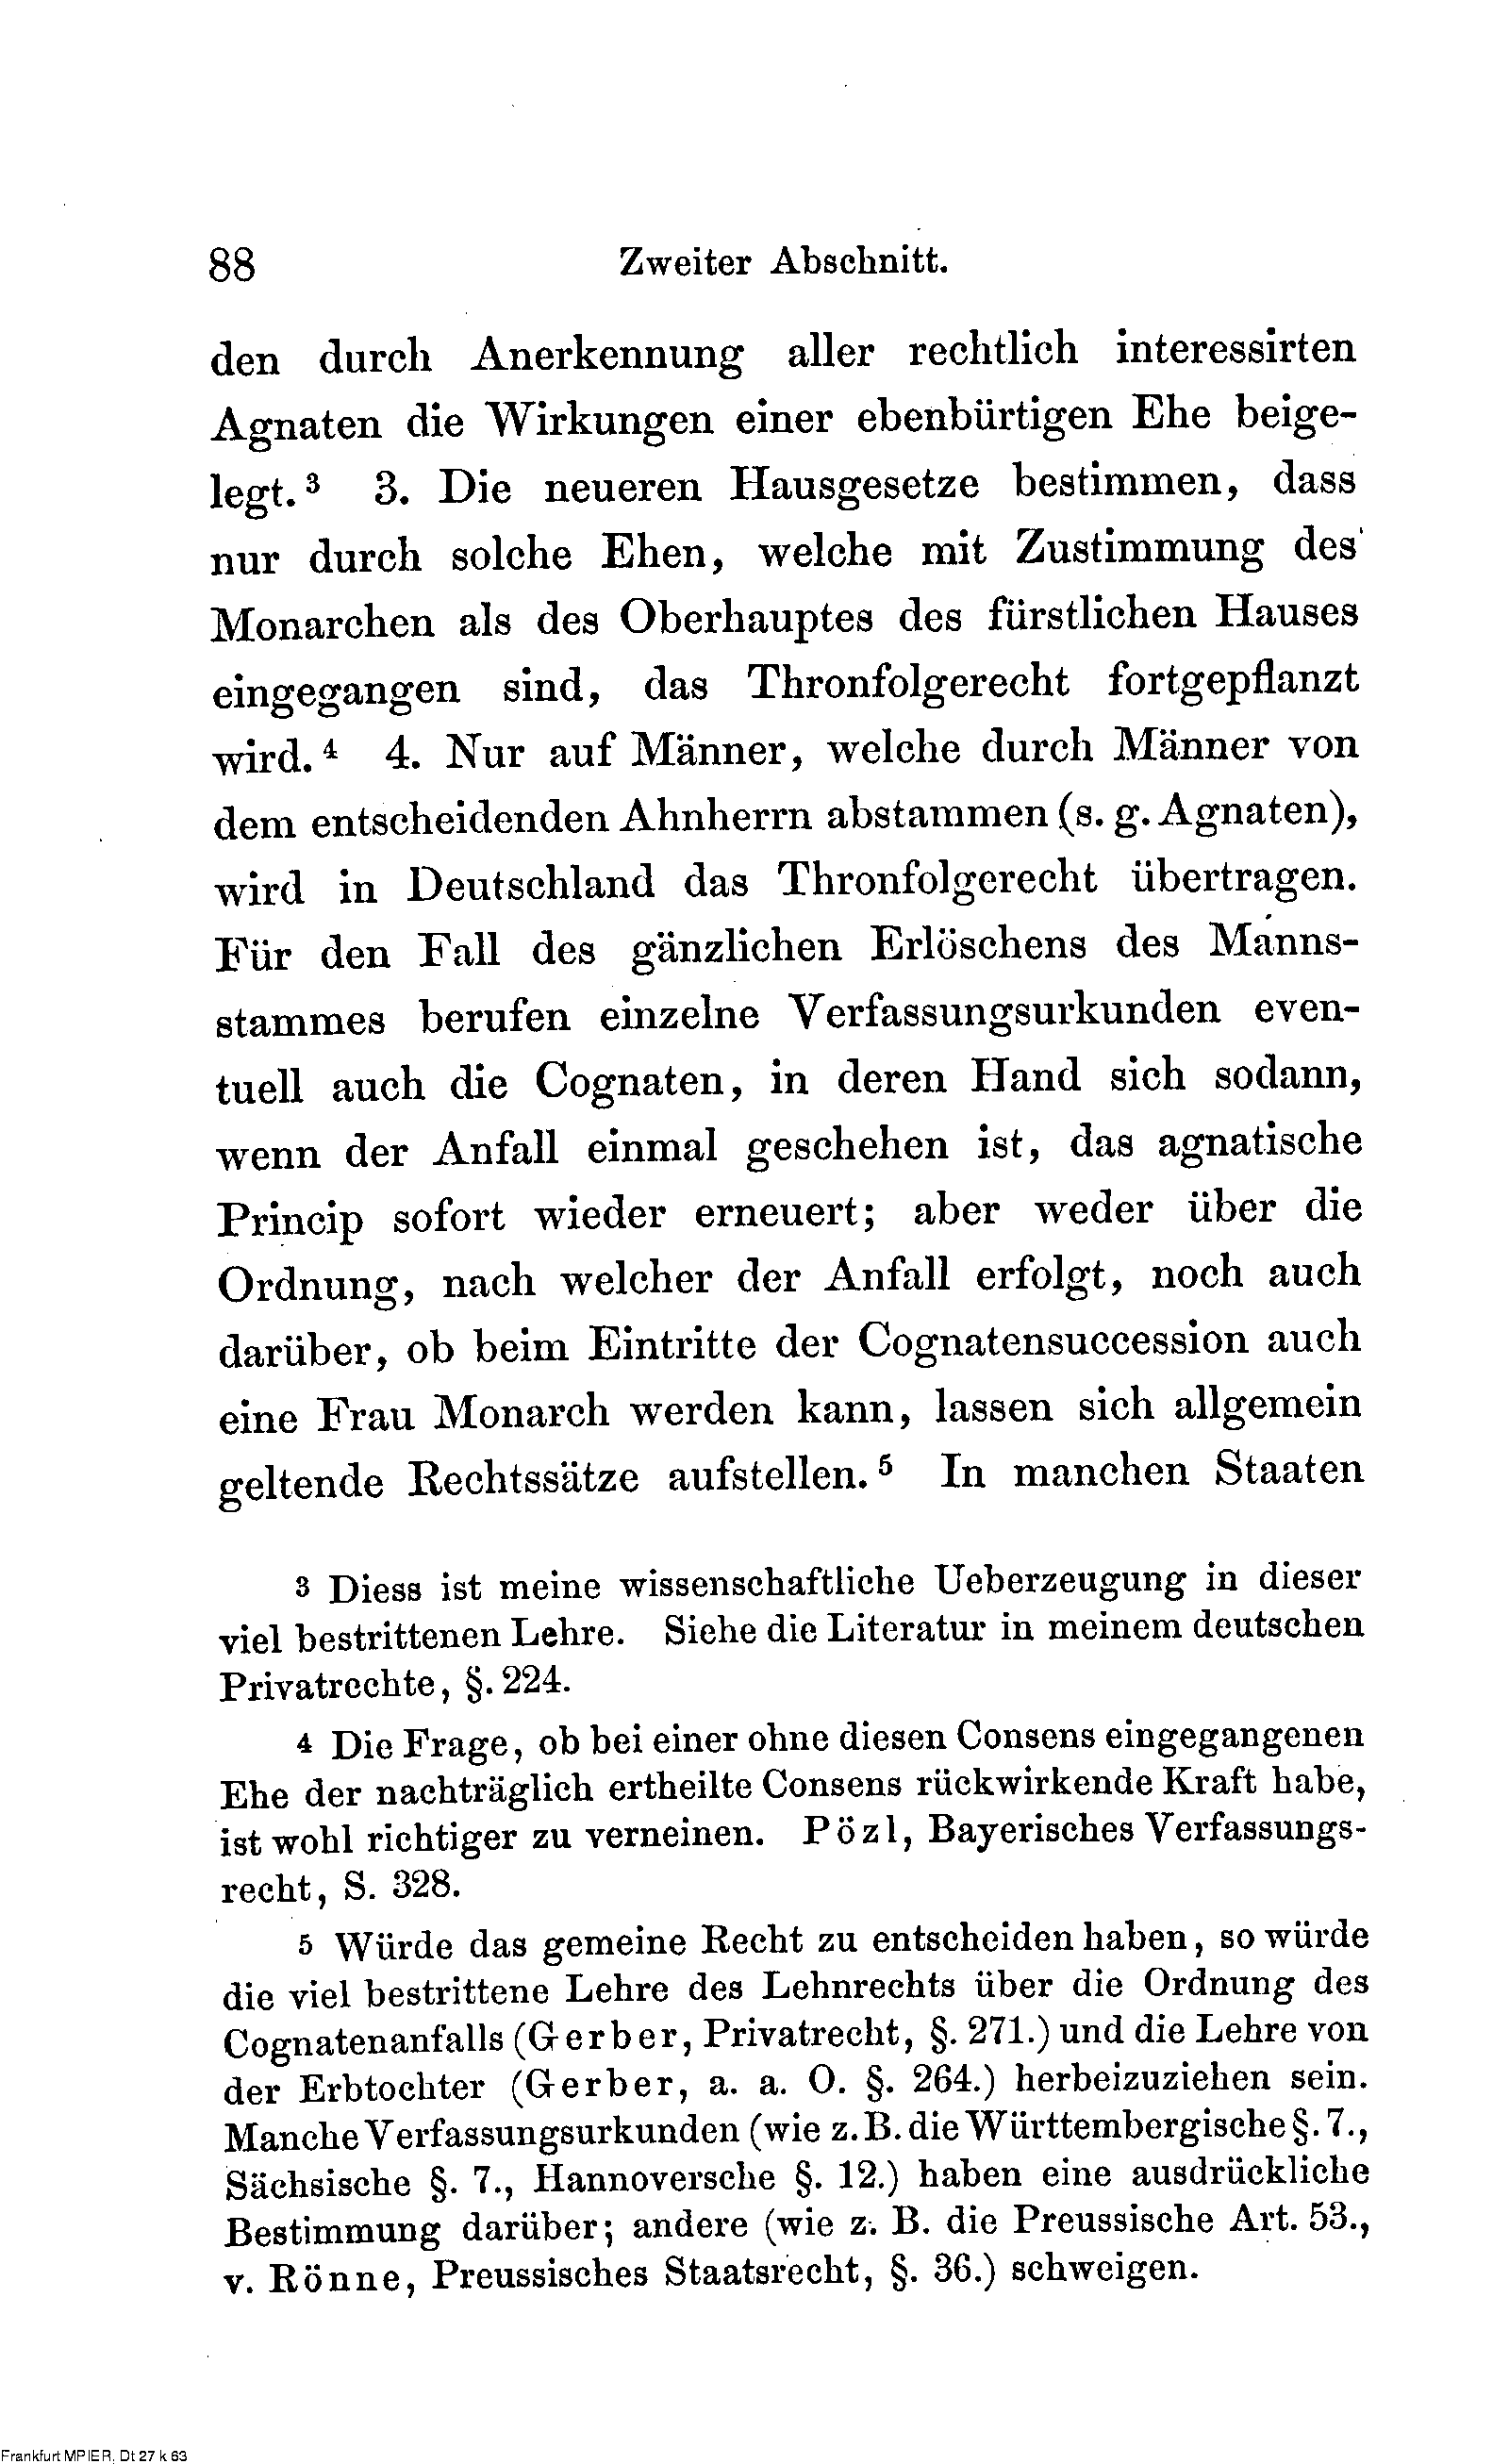 88 Zweiter Abschnitt.
den durch Anerkennung aller rechtlich interessirten
Agnaten die Wirkungen einer ebenbürtigen Ehe beige-
legt.³ 3. Die neueren Hausgesetze bestimmen, dass
nur durch solche Ehen, welche mit Zustimmung des
Monarchen als des Oberhauptes des fürstlichen Hauses
eingegangen sind, das Thronfolgerecht fortgepflanzt
wird.⁴ 4. Nur auf Männer, welche durch Männer von
dem entscheidenden Ahnherrn abstammen (s. g. Agnaten),
wird in Deutschland das Thronfolgerecht übertragen.
Für den Fall des gänzlichen Erlöschens des Manns-
stammes berufen einzelne Verfassungsurkunden even-
tuell auch die Cognaten, in deren Hand sich sodann,
wenn der Anfall einmal geschehen ist, das agnatische
Princip sofort wieder erneuert; aber weder über die
Ordnung, nach welcher der Anfall erfolgt, noch auch
darüber, ob beim Eintritte der Cognatensuccession auch
eine Frau Monarch werden kann, lassen sich allgemein
geltende Rechtssätze aufstellen.⁵ In manchen Staaten
3 Diess ist meine wissenschaftliche Ueberzeugung in dieser
viel bestrittenen Lehre. Siehe die Literatur in meinem deutschen
Privatrechte, §. 224.
4 Die Frage, ob bei einer ohne diesen Consens eingegangenen
Ehe der nachträglich ertheilte Consens rückwirkende Kraft habe,
ist wohl richtiger zu verneinen. Pözl, Bayerisches Verfassungs-
recht, S. 328.
5 Würde das gemeine Recht zu entscheiden haben, so würde
die viel bestrittene Lehre des Lehnrechts über die Ordnung des
Cognatenanfalls (Gerber, Privatrecht, §. 271.) und die Lehre von
der Erbtochter (Gerber, a. a. O. §. 264.) herbeizuziehen sein.
Manche Verfassungsurkunden (wie z. B. die Württembergische §. 7.,
Sächsische §. 7., Hannoversche §. 12.) haben eine ausdrückliche
Bestimmung darüber; andere (wie z. B. die Preussische Art. 53.,
v. Rönne, Preussisches Staatsrecht, §. 36.) schweigen.
Frankfurt MPIER, Dt 27 k 63